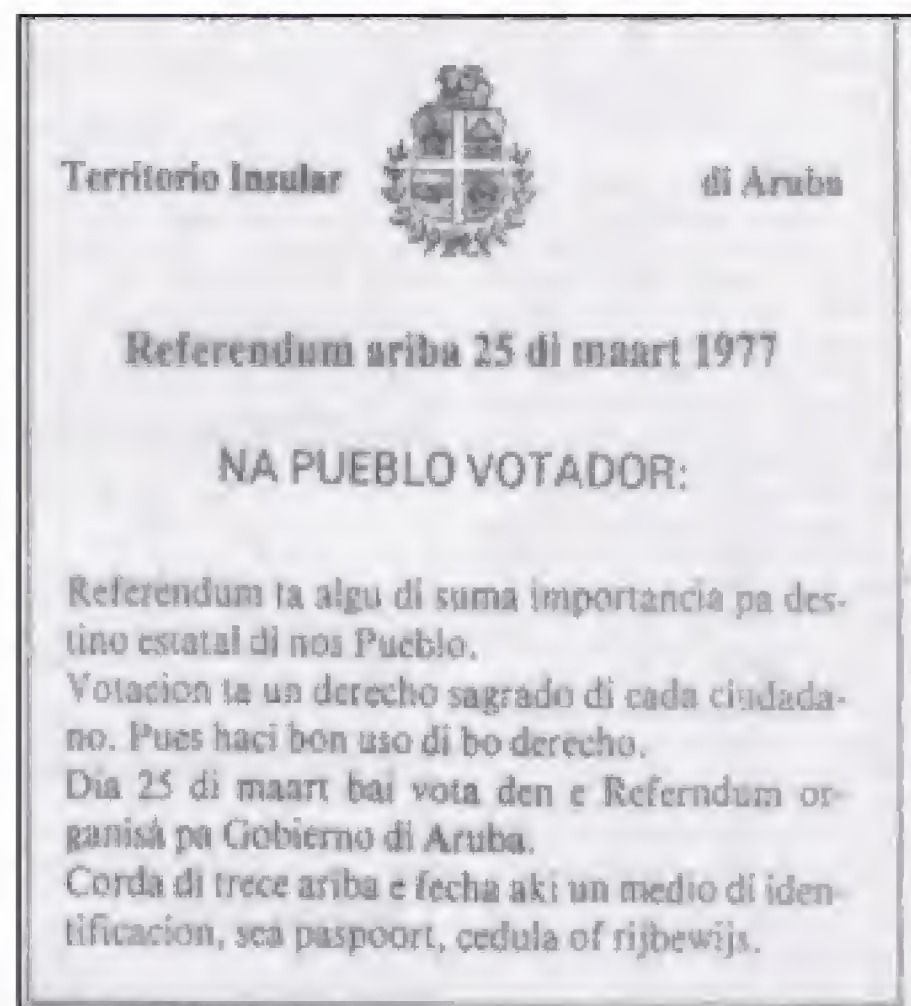 Territorio Insular di Aruba
Referendum ariba 25 di maart 1977
NA PUEBLO VOTADOR:
Referendum ta algu di suma importancia pa des-
tino estatal di nos Pueblo.
Votacion ta un derecho sagrado di cada ciudada-
no. Pues haci bon uso di bo derecho.
Dia 25 di maart bai vota den e Referndum or-
ganisá pa Gobierno di Aruba.
Corda di trece ariba e fecha aki un medio di iden-
tificacion, sea paspoort, cedula of rijbewijs.